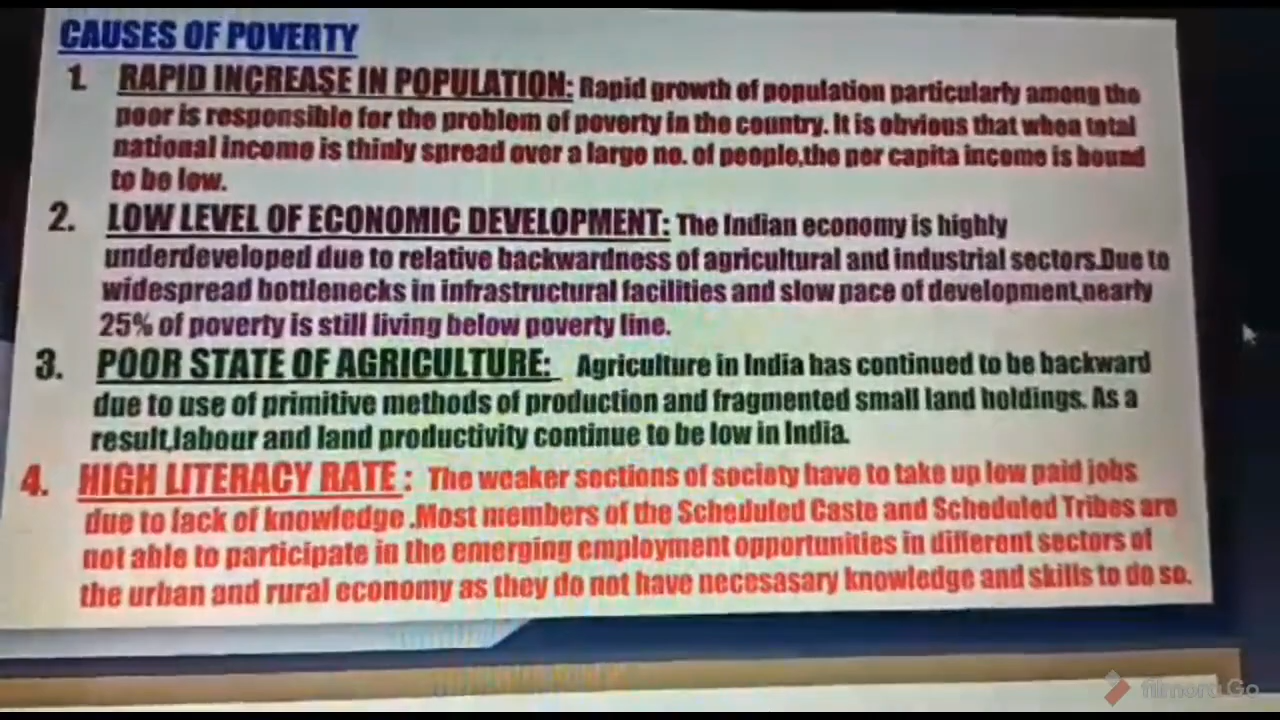 CAUSES OF POVERTY
1. RAPID INCREASE IN POPULATION: Rapid growth of population particularly among the
poor is responsible for the problem of poverty in the country. It is obvious that when total
national income is thinly spread over a large no. of people,the per capita income is bound
to be low.
2. LOW LEVEL OF ECONOMIC DEVELOPMENT: The Indian economy is highly
underdeveloped due to relative backwardness of agricultural and industrial sectors.Due to
widespread bottlenecks in infrastructural facilities and slow pace of development,nearly
25% of poverty is still living below poverty line.
3. POOR STATE OF AGRICULTURE: Agriculture in India has continued to be backward
due to use of primitive methods of production and fragmented small land holdings. As a
result,labour and land productivity continue to be low in India.
4. HIGH LITERACY RATE : The weaker sections of society have to take up low paid jobs
due to lack of knowledge .Most members of the Scheduled Caste and Scheduled Tribes are
not able to participate in the emerging employment opportunities in different sectors of
the urban and rural economy as they do not have necesasary knowledge and skills to do so.
filmora Go